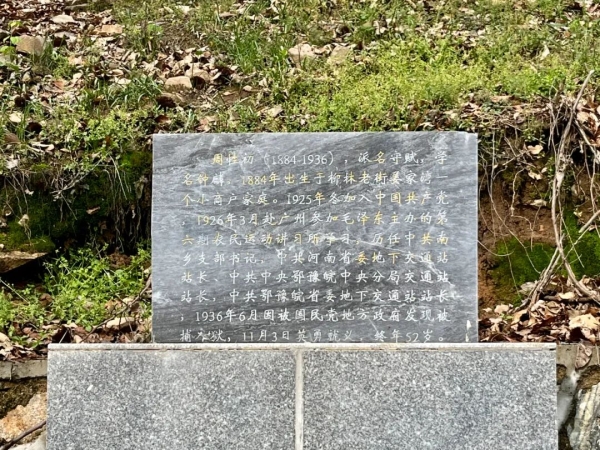 周性初（1884-1936），派名守赋，学
名钟麟，1884年出生于柳林老街晏家塝一
个小商户家庭。1925年冬加入中国共产党
，1926年3月赴广州参加毛泽东主办的第
六期农民运动讲习所学习，历任中共南
乡支部书记，中共河南省委地下交通站
站长，中共中央鄂豫皖中央分局交通站
站长，中共鄂豫皖省委地下交通站站长，
1936年6月因被国民党地方政府发现被
捕入狱，11月3日英勇就义，终年52岁。